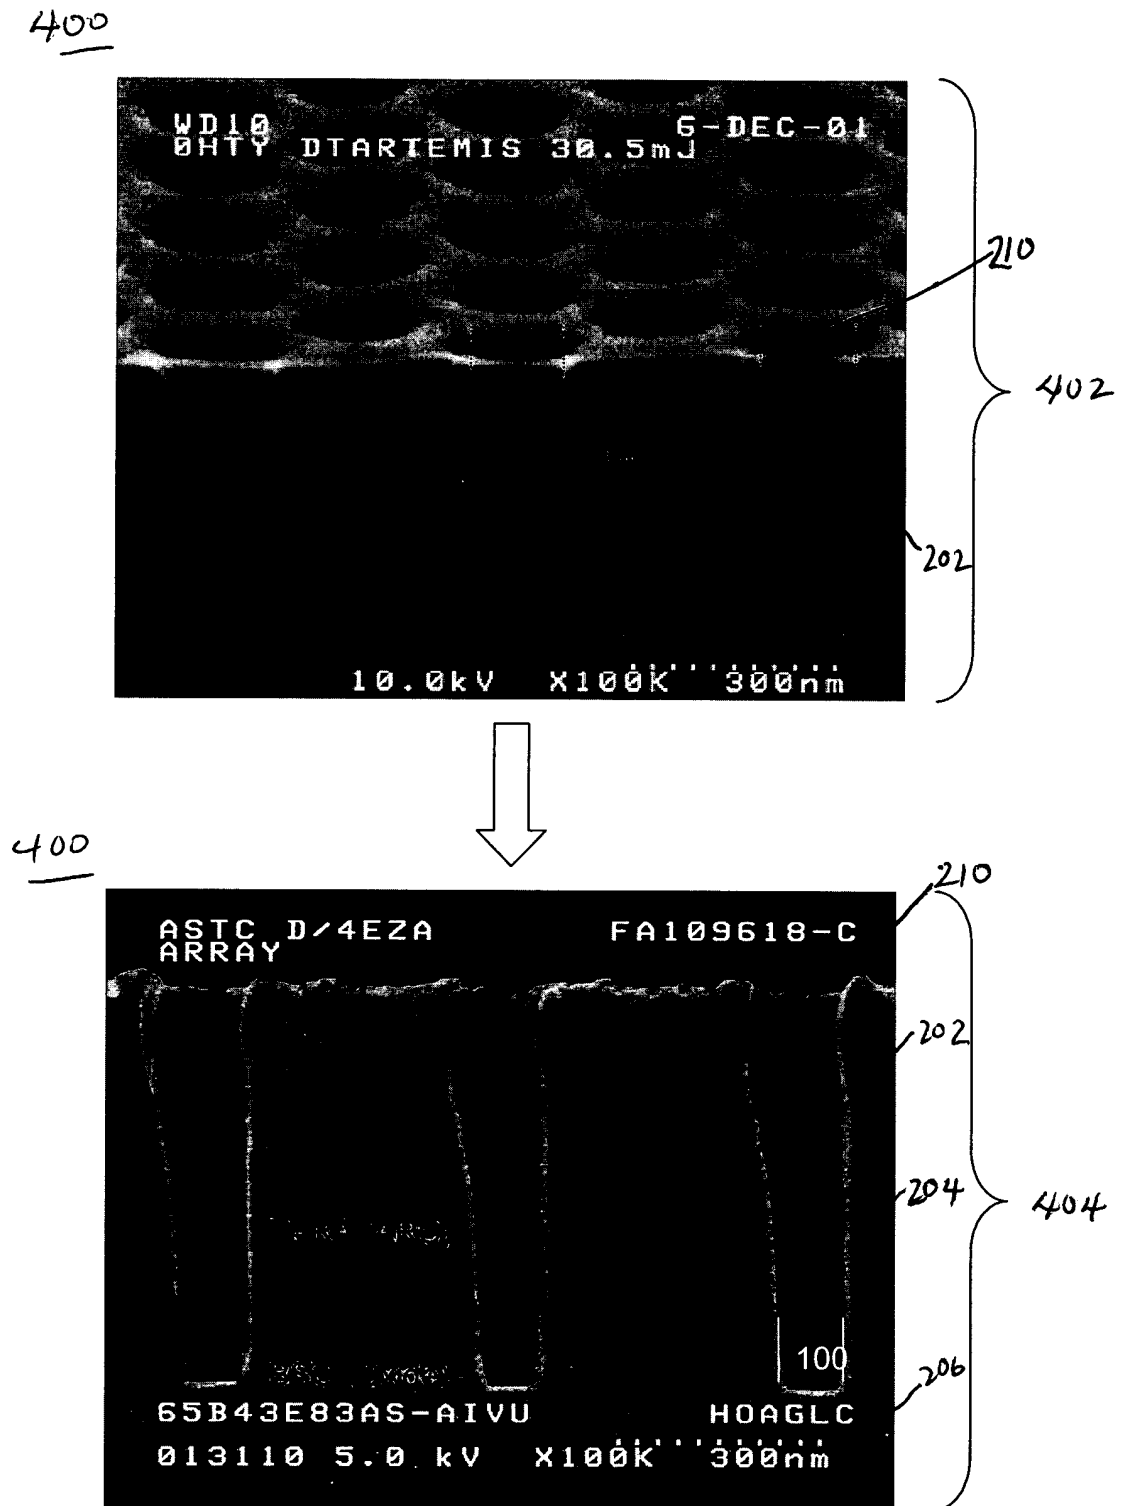 400
WD10 6-DEC-01
0HTY DTARTEMIS 30.5mJ
210
402
202
10.0kV X100K 300nm
400
210
ASTC D/4EZA FA109618-C
ARRAY
202
204
404
100
206
65B43E83AS-AIVU HOAGLC
013110 5.0 kV X100K 300nm